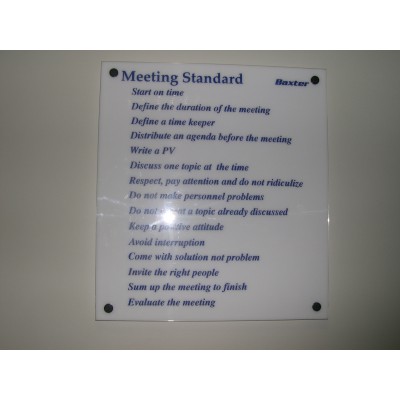 Meeting Standard Baxter
Start on time
Define the duration of the meeting
Define a time keeper
Distribute an agenda before the meeting
Write a PV
Discuss one topic at the time
Respect, pay attention and do not ridiculize
Do not make personnel problems
Do not a topic already discussed
Keep a positive attitude
Avoid interruption
Come with solution not problem
Invite the right people
Sum up the meeting to finish
Evaluate the meeting